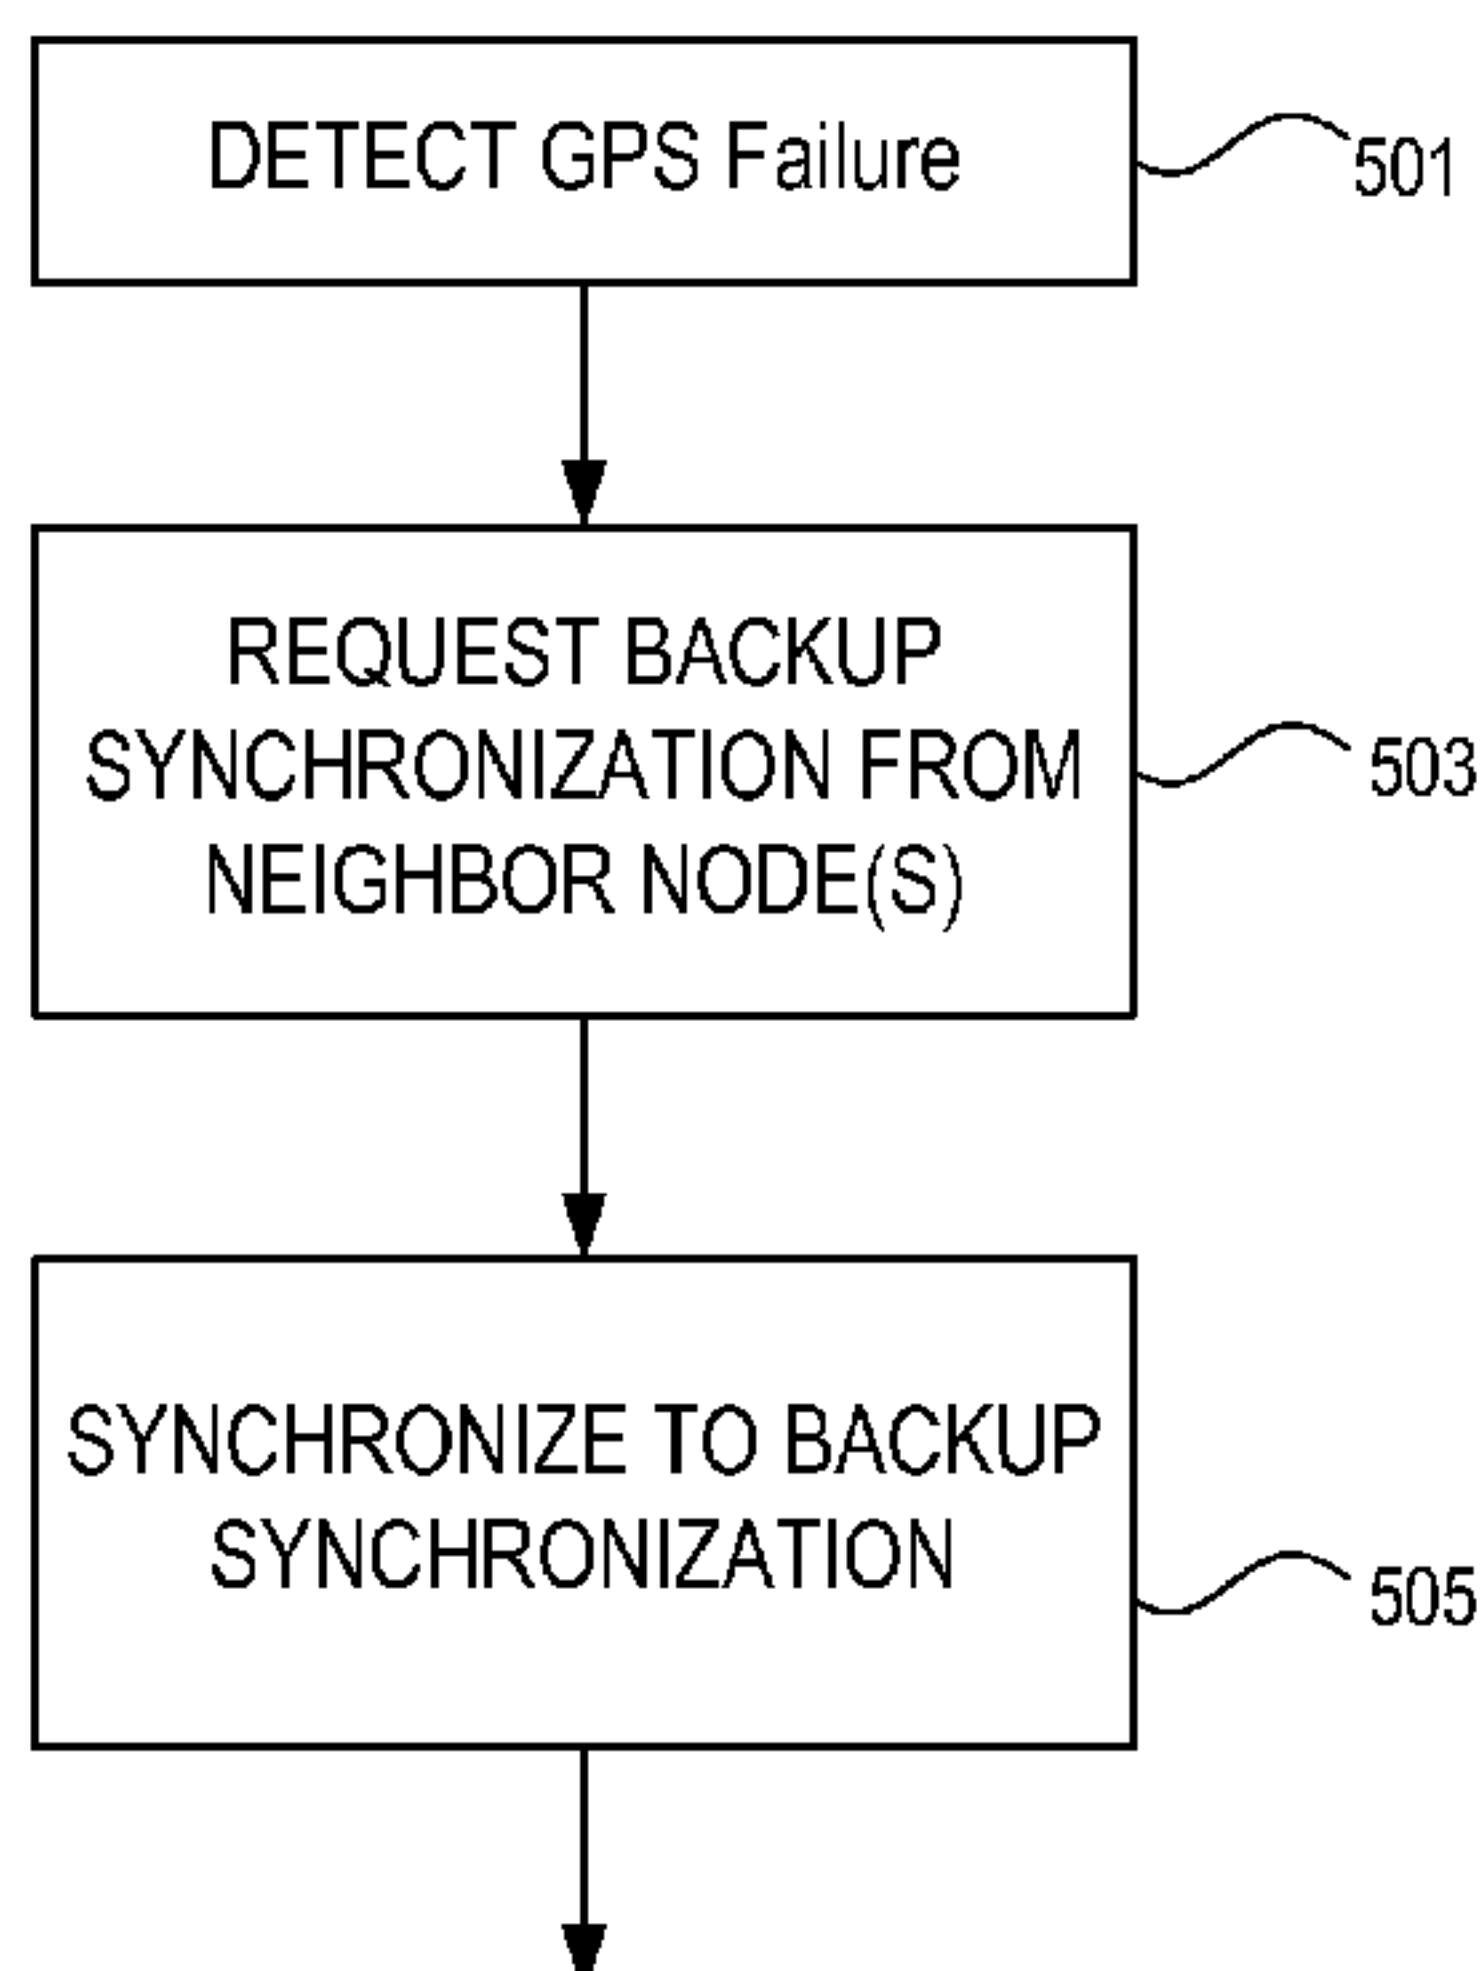 DETECT GPS Failure
501
REQUEST BACKUP
SYNCHRONIZATION FROM
NEIGHBOR NODE(S)
503
SYNCHRONIZE TO BACKUP
SYNCHRONIZATION
505